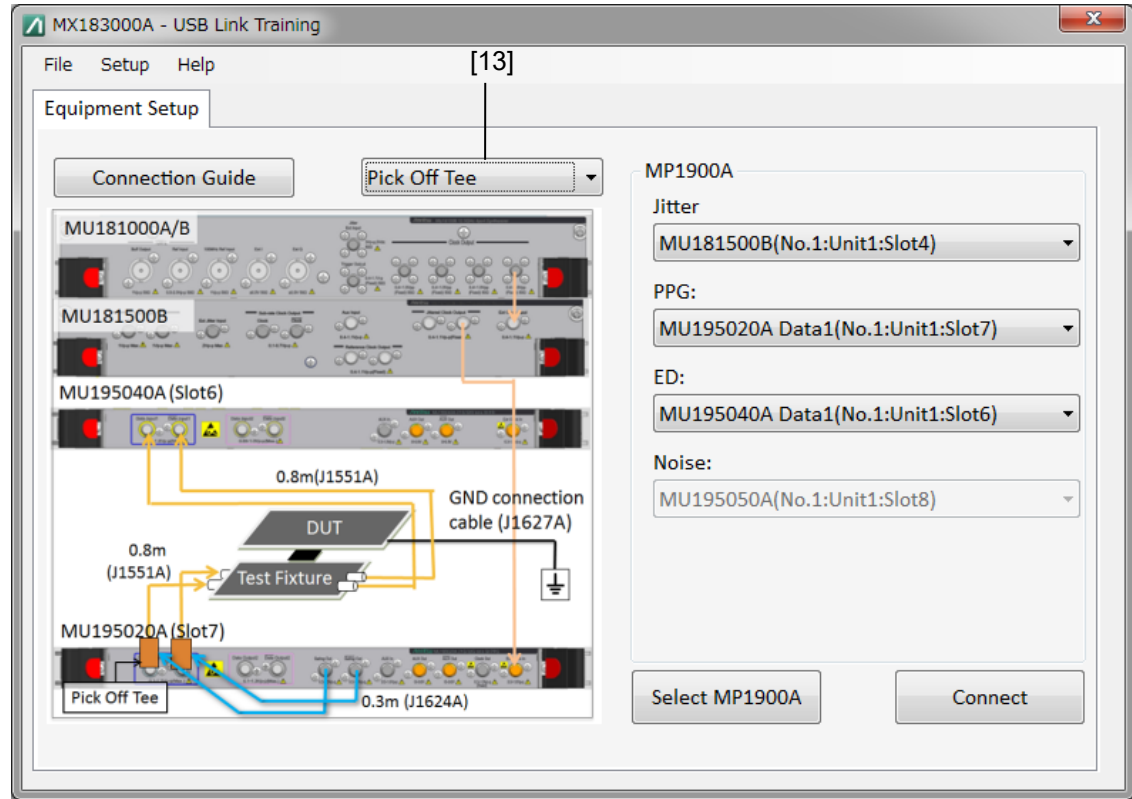 MX183000A - USB Link Training
File Setup Help
[13]
Equipment Setup
Connection Guide
Pick Off Tee
MP1900A
Jitter
MU181500B(No.1:Unit1:Slot4)
PPG:
MU195020A Data1(No.1:Unit1:Slot7)
ED:
MU195040A Data1(No.1:Unit1:Slot6)
Noise:
MU195050A(No.1:Unit1:Slot8)
MU181000A/B
MU181500B
MU195040A (Slot6)
0.8m(J1551A)
GND connection
cable (J1627A)
DUT
0.8m
(J1551A)
Test Fixture
MU195020A (Slot7)
Pick Off Tee
0.3m (J1624A)
Select MP1900A
Connect